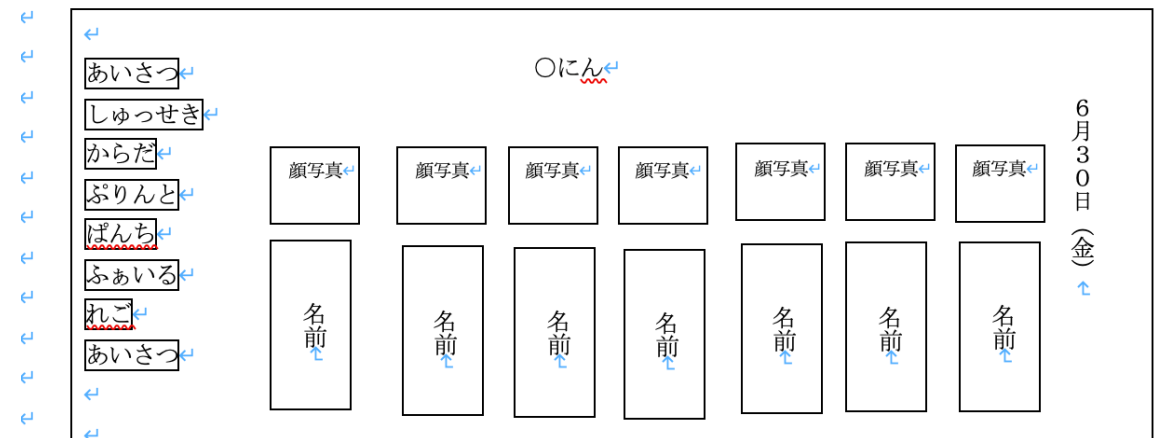 あいさつ
しゅっせき
からだ
ぷりんと
ぱんち
ふぁいる
れご
あいさつ
〇にん
6月30日(金)
顔写真
顔写真
顔写真
顔写真
顔写真
顔写真
顔写真
名前
名前
名前
名前
名前
名前
名前